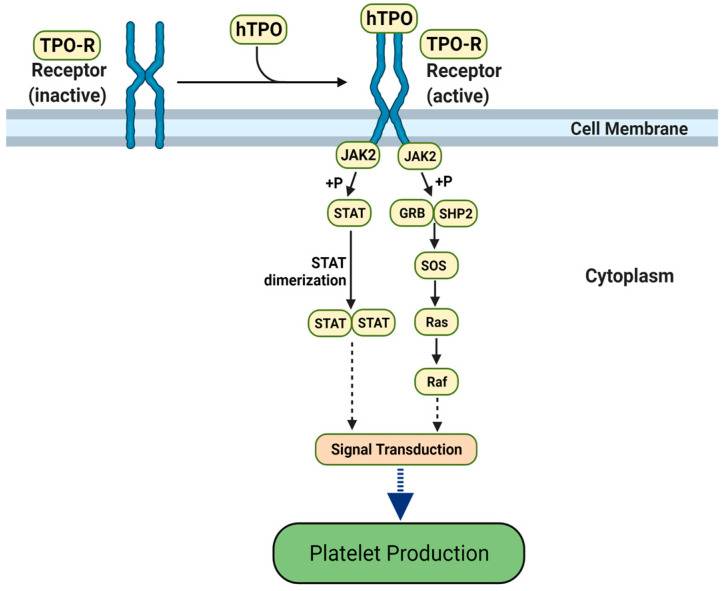 hTPO
hTPO
TPO-R
Receptor
(inactive)
TPO-R
Receptor
(active)
Cell Membrane
JAK2
JAK2
+P
+P
STAT
GRB
SHP2
STAT
dimerization
SOS
Cytoplasm
STAT
STAT
Ras
Raf
Signal Transduction
Platelet Production